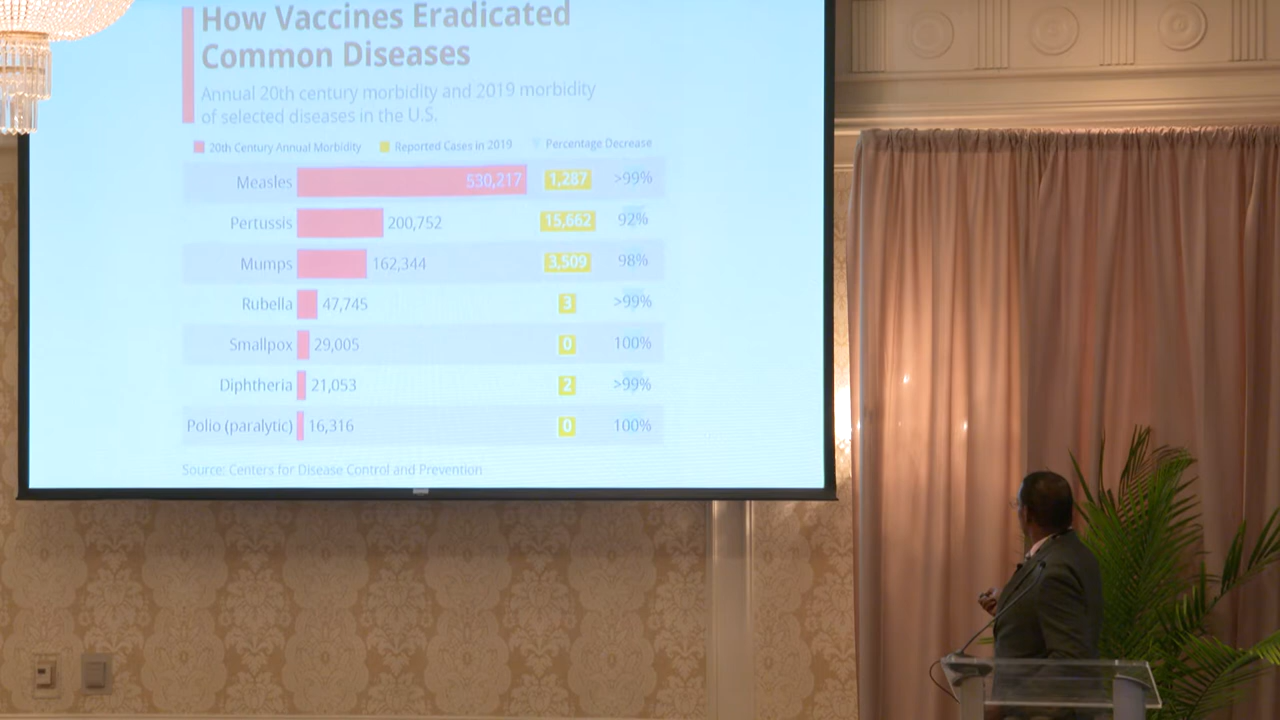 How Vaccines Eradicated
Common Diseases
Annual 20th century morbidity and 2019 morbidity
of selected diseases in the U.S.
20th Century Annual Morbidity Reported Cases in 2019 Percentage Decrease
Measles 530,217 1,287 >99%
Pertussis 200,752 15,662 92%
Mumps 162,344 3,509 98%
Rubella 47,745 3 >99%
Smallpox 29,005 0 100%
Diphtheria 21,053 2 >99%
Polio (paralytic) 16,316 0 100%
Source: Centers for Disease Control and Prevention